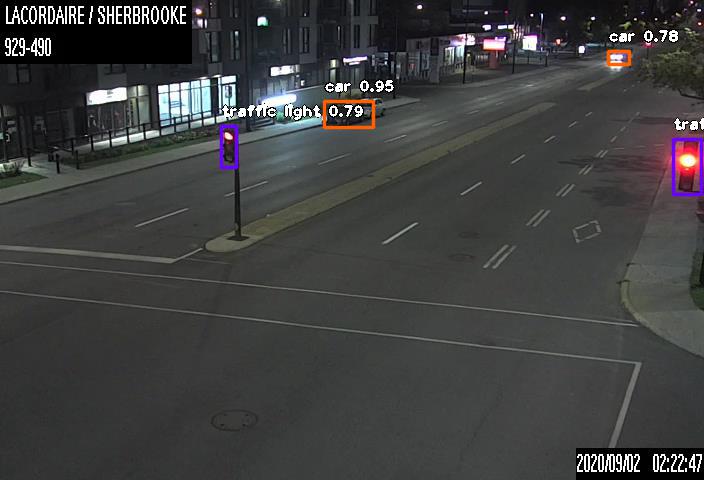 LACORDAIRE / SHERBROOKE
929-490
car 0.78
car 0.95
traffic light 0.79
traf
2020/09/02 02:22:47